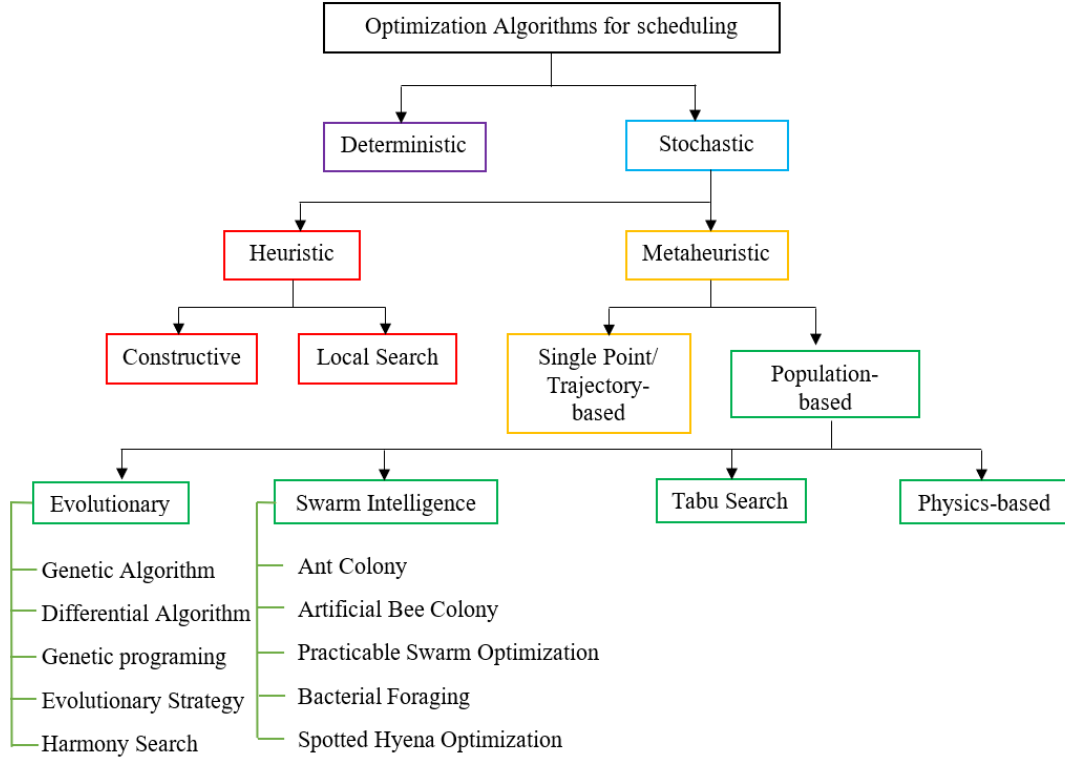 Optimization Algorithms for scheduling
Deterministic
Stochastic
Heuristic
Metaheuristic
Constructive
Local Search
Single Point/
Trajectory-
based
Population-
based
Evolutionary
Swarm Intelligence
Tabu Search
Physics-based
Genetic Algorithm
Differential Algorithm
Genetic programing
Evolutionary Strategy
Harmony Search
Ant Colony
Artificial Bee Colony
Practicable Swarm Optimization
Bacterial Foraging
Spotted Hyena Optimization